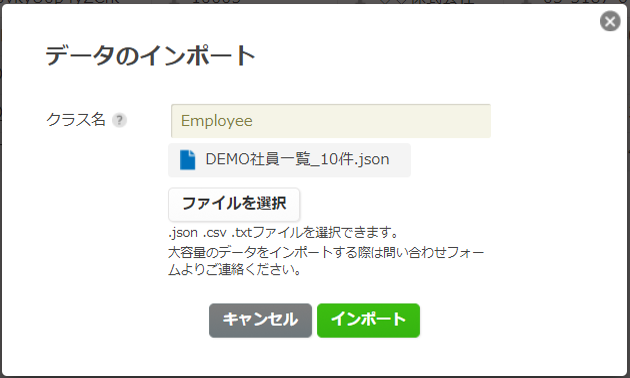 データのインポート
クラス名 ?
Employee
DEMO社員一覧_10件.json
ファイルを選択
.json .csv .txtファイルを選択できます。
大容量のデータをインポートする際は問い合わせフォー
ムよりご連絡ください。
キャンセル インポート